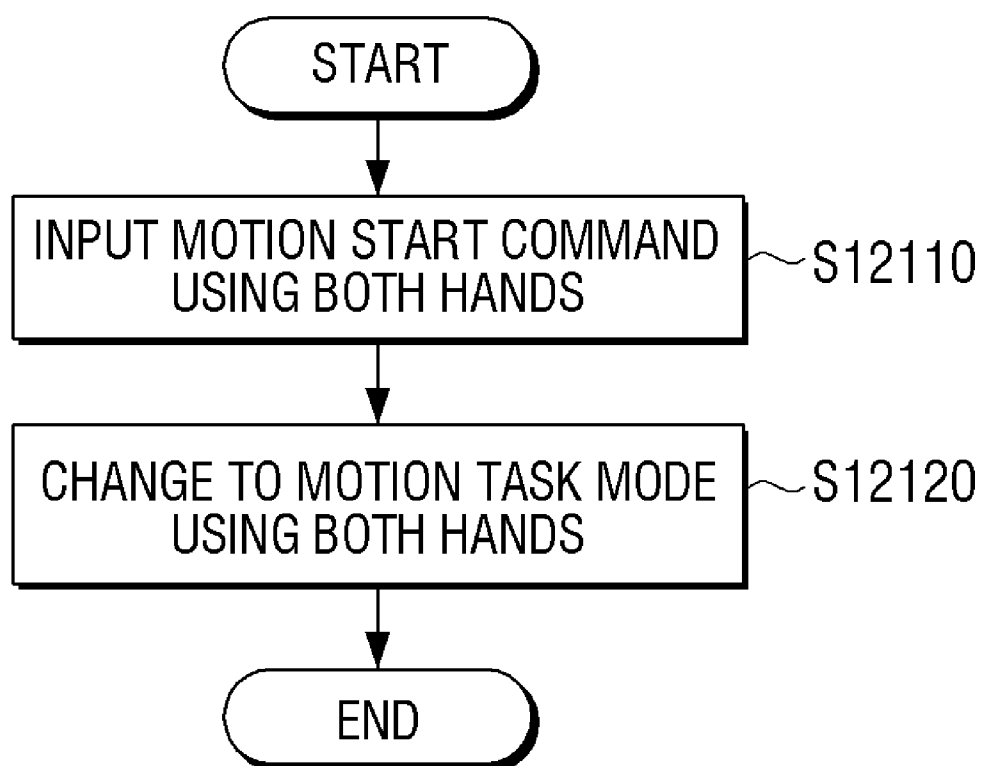 START
INPUT MOTION START COMMAND
USING BOTH HANDS
S12110
CHANGE TO MOTION TASK MODE
USING BOTH HANDS
S12120
END